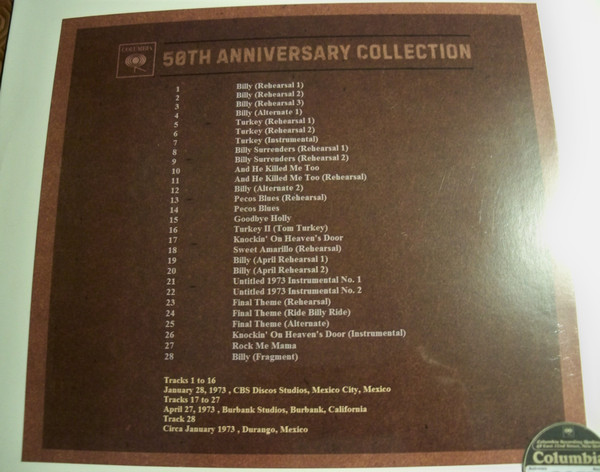 COLUMBIA
50TH ANNIVERSARY COLLECTION
1 Billy (Rehearsal 1)
2 Billy (Rehearsal 2)
3 Billy (Rehearsal 3)
4 Billy (Alternate 1)
5 Turkey (Rehearsal 1)
6 Turkey (Rehearsal 2)
7 Turkey (Instrumental)
8 Billy Surrenders (Rehearsal 1)
9 Billy Surrenders (Rehearsal 2)
10 And He Killed Me Too
11 And He Killed Me Too (Rehearsal)
12 Billy (Alternate 2)
13 Pecos Blues (Rehearsal)
14 Pecos Blues
15 Goodbye Holly
16 Turkey II (Tom Turkey)
17 Knockin' On Heaven's Door
18 Sweet Amarillo (Rehearsal)
19 Billy (April Rehearsal 1)
20 Billy (April Rehearsal 2)
21 Untitled 1973 Instrumental No. 1
22 Untitled 1973 Instrumental No. 2
23 Final Theme (Rehearsal)
24 Final Theme (Ride Billy Ride)
25 Final Theme (Alternate)
26 Knockin' On Heaven's Door (Instrumental)
27 Rock Me Mama
28 Billy (Fragment)
Tracks 1 to 16
January 28, 1973 , CBS Discos Studios, Mexico City, Mexico
Tracks 17 to 27
April 27, 1973 , Burbank Studios, Burbank, California
Track 28
Circa January 1973 , Durango, Mexico
Columbia Recording
Columbia